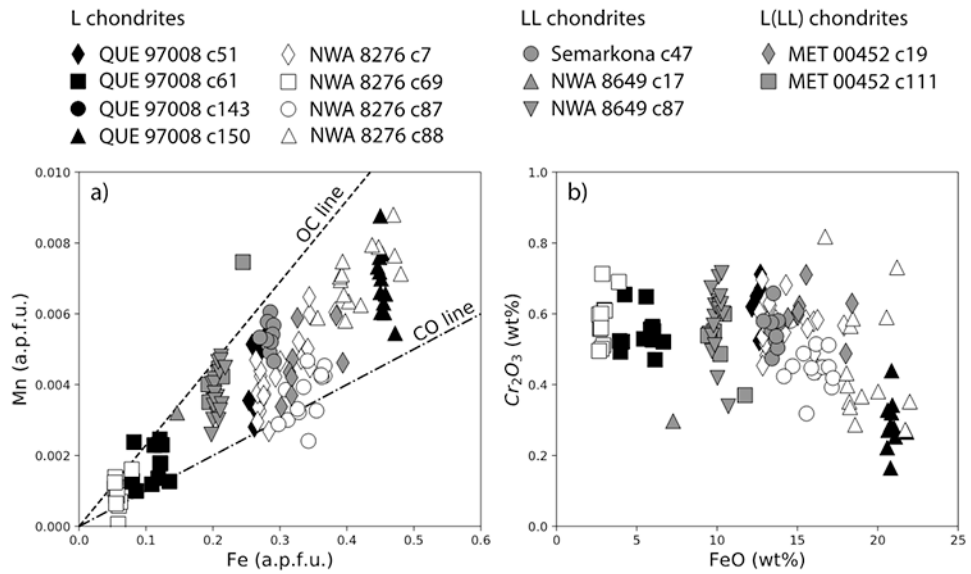 L chondrites
LL chondrites
L(LL) chondrites
QUE 97008 c51
NWA 8276 c7
Semarkona c47
MET 00452 c19
QUE 97008 c61
NWA 8276 c69
NWA 8649 c17
MET 00452 c111
QUE 97008 c143
NWA 8276 c87
NWA 8649 c87
QUE 97008 c150
NWA 8276 c88
a)
OC line
CO line
Mn (a.p.f.u.)
0.010
0.008
0.006
0.004
0.002
0.000
0.0 0.1 0.2 0.3 0.4 0.5 0.6
Fe (a.p.f.u.)
b)
Cr₂O₃ (wt%)
1.0
0.8
0.6
0.4
0.2
0.0
0 5 10 15 20 25
FeO (wt%)